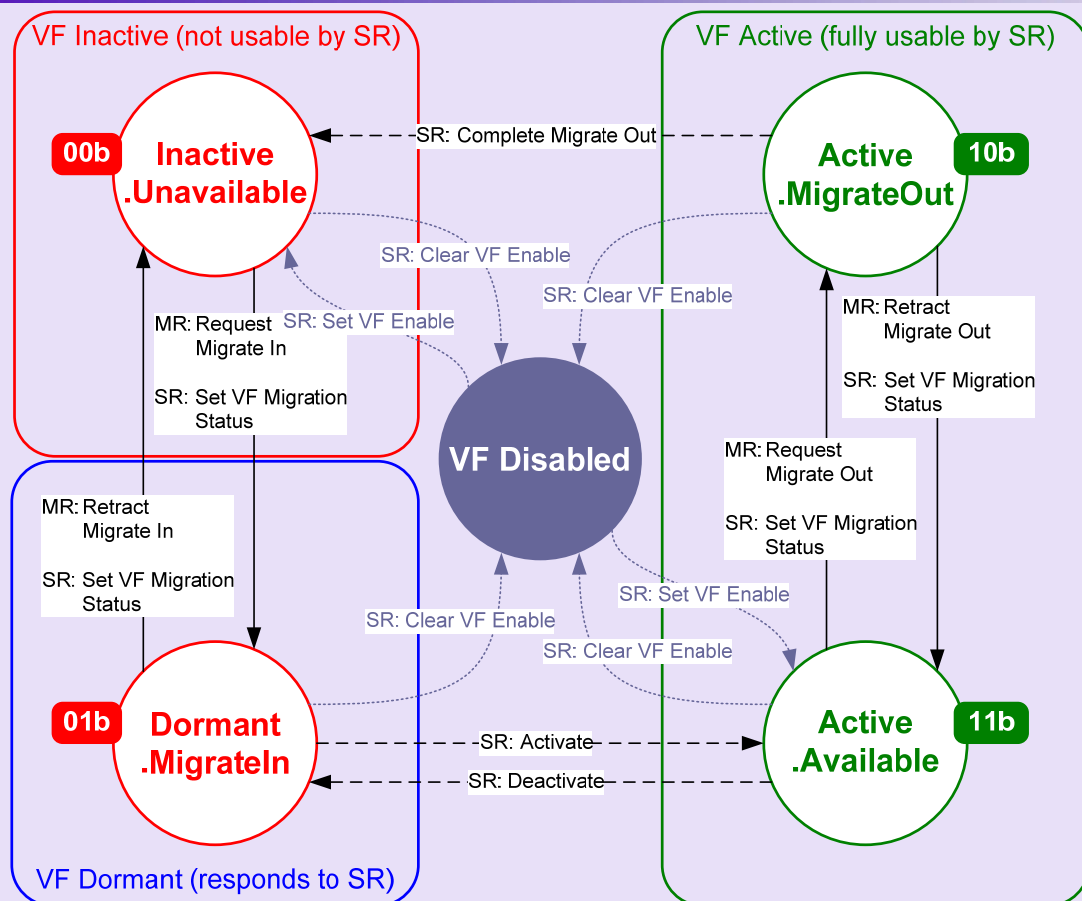 VF Inactive (not usable by SR)
VF Active (fully usable by SR)
00b
Inactive
.Unavailable
SR: Complete Migrate Out
Active
.MigrateOut
10b
SR: Clear VF Enable
SR: Clear VF Enable
MR: Request
Migrate In
SR: Set VF Migration
Status
SR: Set VF Enable
MR: Retract
Migrate Out
SR: Set VF Migration
Status
VF Disabled
MR: Request
Migrate Out
SR: Set VF Migration
Status
MR: Retract
Migrate In
SR: Set VF Migration
Status
SR: Set VF Enable
SR: Clear VF Enable
SR: Clear VF Enable
01b
Dormant
.MigrateIn
SR: Activate
SR: Deactivate
Active
.Available
11b
VF Dormant (responds to SR)